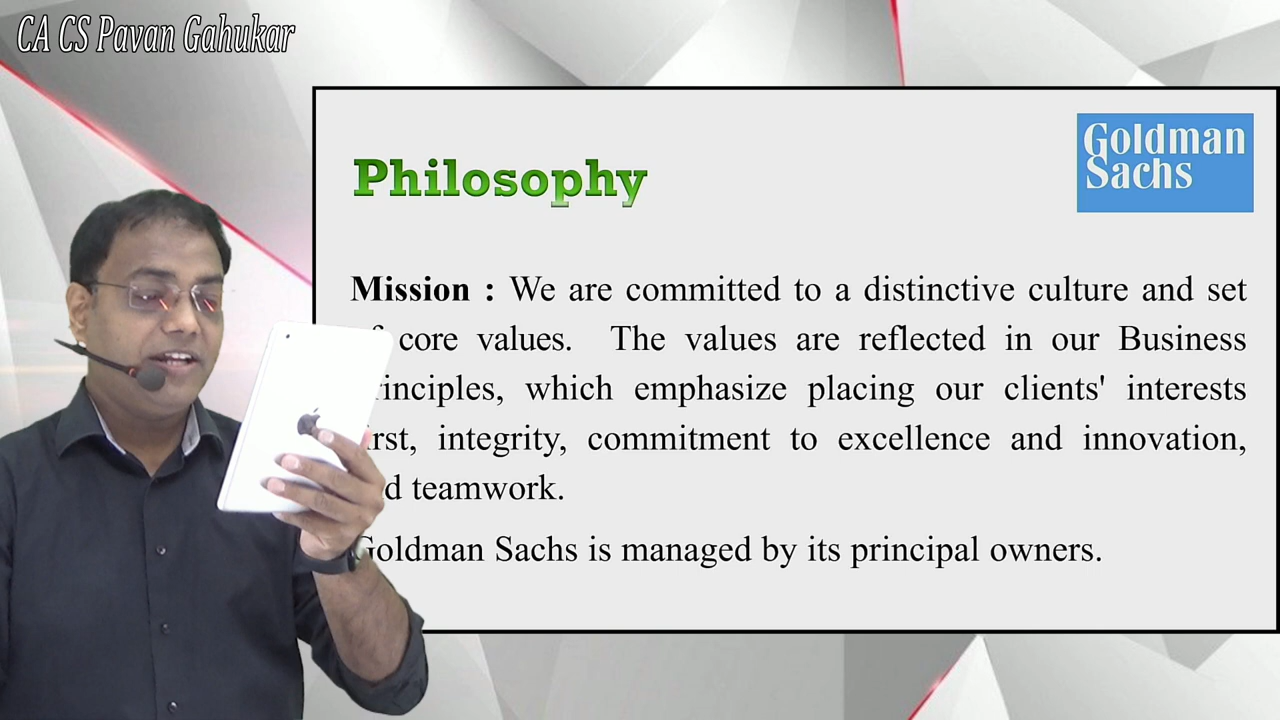 CA CS Pavan Gahukar
Goldman
Sachs
Philosophy
Mission : We are committed to a distinctive culture and set
core values. The values are reflected in our Business
which emphasize placing our clients' interests
integrity, commitment to excellence and innovation,
teamwork.
Goldman Sachs is managed by its principal owners.